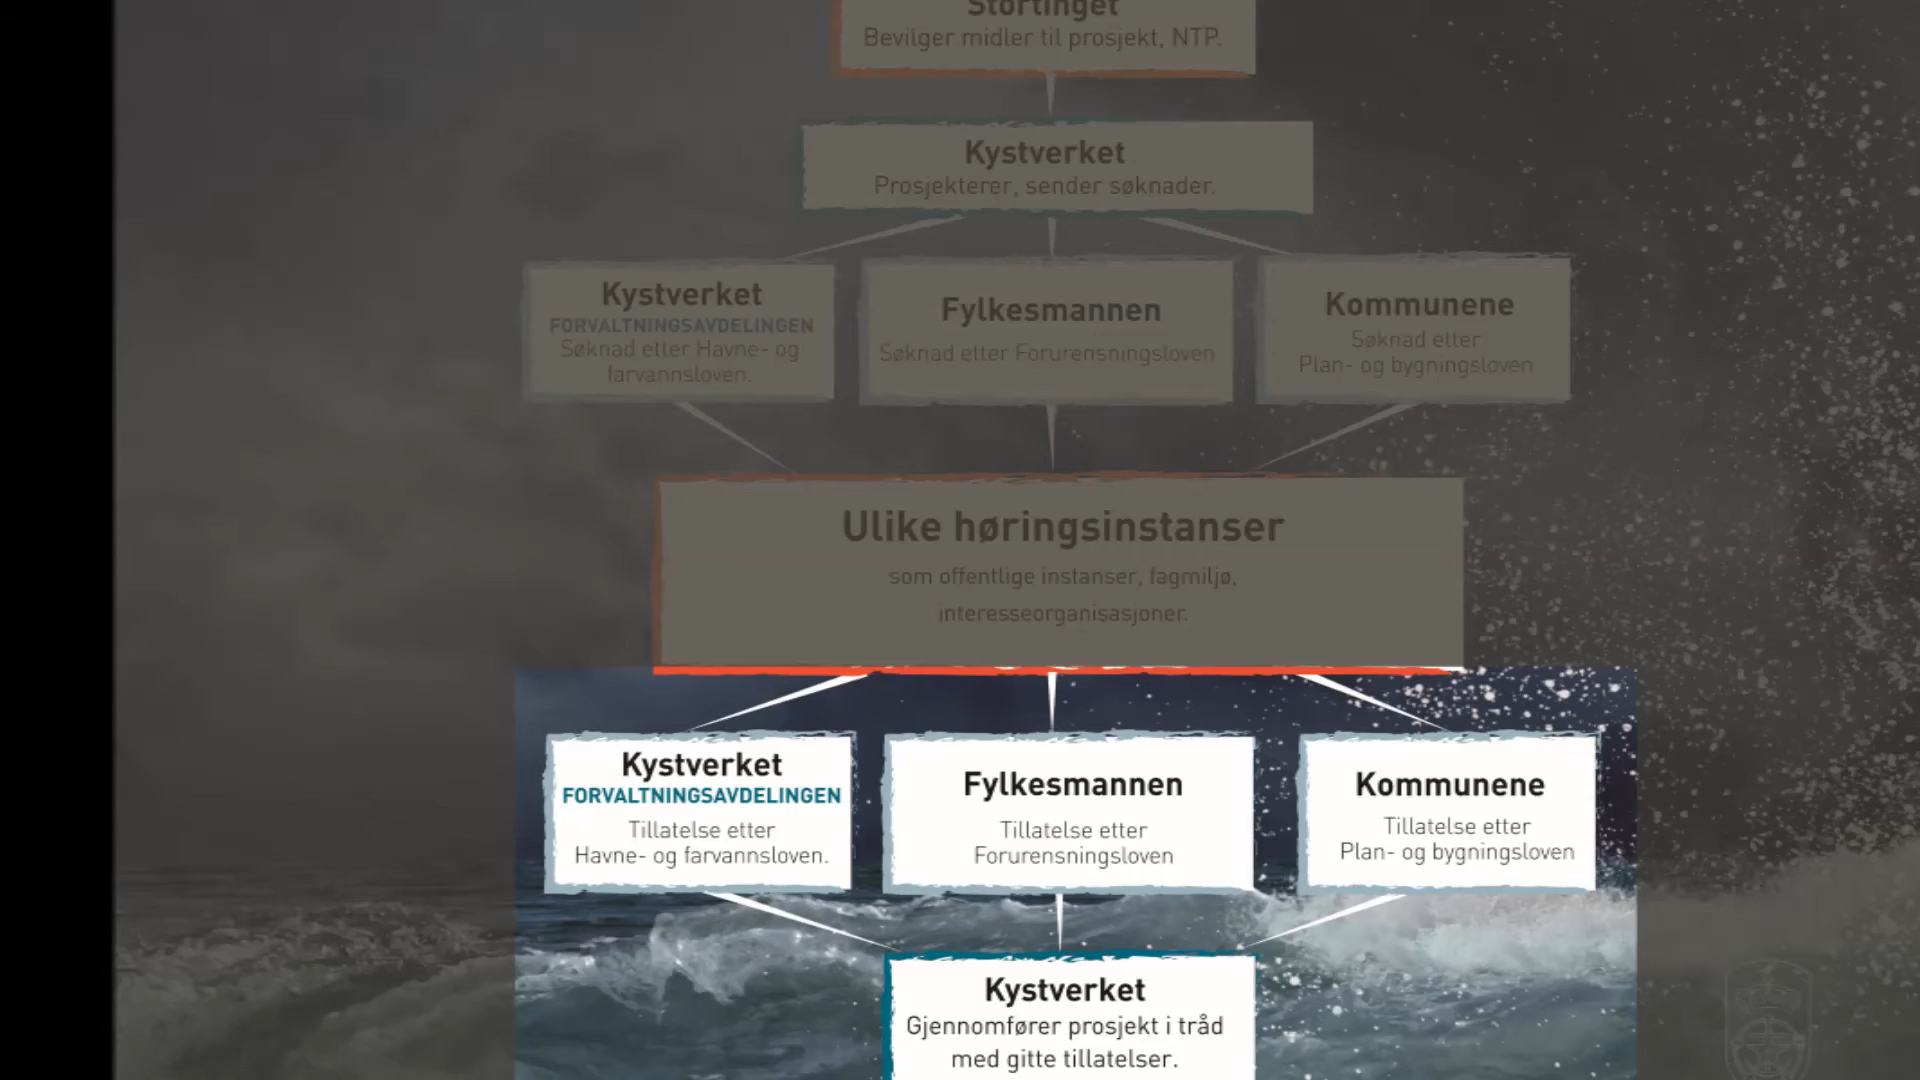 Stortinget
Bevilger midler til prosjekt, NTP.
Kystverket
Prosjekterer, sender søknader.
Kystverket
FORVALTNINGSAVDELINGEN
Søknad etter Havne- og
farvannsloven.
Fylkesmannen
Søknad etter Forurensningsloven
Kommunene
Søknad etter
Plan- og bygningsloven
Ulike høringsinstanser
som offentlige instanser, fagmiljø,
interesseorganisasjoner.
Kystverket
FORVALTNINGSAVDELINGEN
Tillatelse etter
Havne- og farvannsloven.
Fylkesmannen
Tillatelse etter
Forurensningsloven
Kommunene
Tillatelse etter
Plan- og bygningsloven
Kystverket
Gjennomfører prosjekt i tråd
med gitte tillatelser.